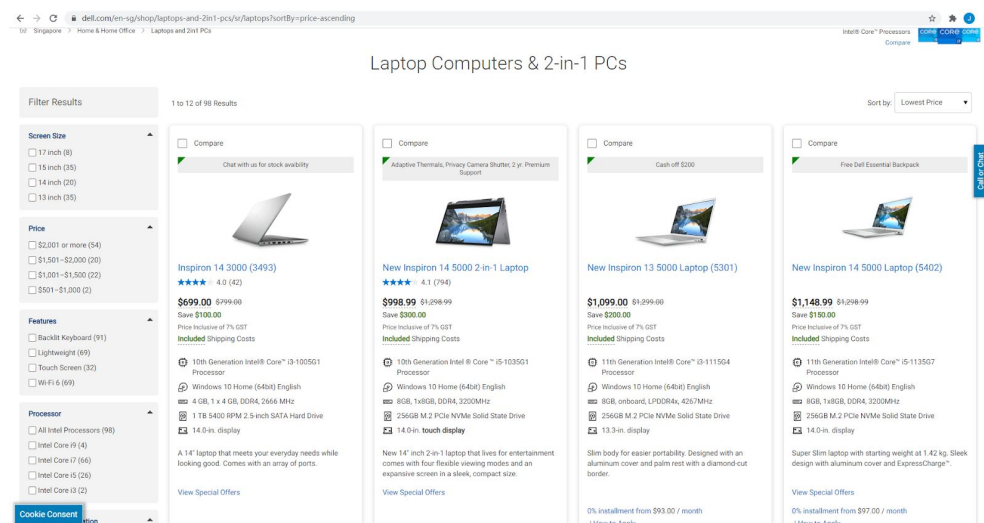 dell.com/en-sg/shop/laptops-and-2in1-pcs/sr/laptops?sortBy=price-ascending
J
Singapore > Home & Home Office > Laptops and 2in1 PCs
Intel® Core™ Processors
Compare
core core core
Laptop Computers & 2-in-1 PCs
Filter Results
1 to 12 of 98 Results
Sort by: Lowest Price
Screen Size
17 inch (8)
15 inch (35)
14 inch (20)
13 inch (35)
Price
$2,001 or more (54)
$1,501–$2,000 (20)
$1,001–$1,500 (22)
$501–$1,000 (2)
Features
Backlit Keyboard (91)
Lightweight (69)
Touch Screen (32)
Wi-Fi 6 (69)
Processor
All Intel Processors (98)
Intel Core i9 (4)
Intel Core i7 (66)
Intel Core i5 (26)
Intel Core i3 (2)
Cookie Consent
Compare
Chat with us for stock avaibility
Inspiron 14 3000 (3493)
4.0 (42)
$699.00 $799.00
Save $100.00
Price Inclusive of 7% GST
Included Shipping Costs
10th Generation Intel® Core™ i3-1005G1
Processor
Windows 10 Home (64bit) English
4 GB, 1 x 4 GB, DDR4, 2666 MHz
1 TB 5400 RPM 2.5-inch SATA Hard Drive
14.0-in. display
A 14" laptop that meets your everyday needs while
looking good. Comes with an array of ports.
View Special Offers
Compare
Adaptive Thermals, Privacy Camera Shutter, 2 yr. Premium
Support
New Inspiron 14 5000 2-in-1 Laptop
4.1 (794)
$998.99 $1,298.99
Save $300.00
Price Inclusive of 7% GST
Included Shipping Costs
10th Generation Intel ® Core ™ i5-1035G1
Processor
Windows 10 Home (64bit) English
8GB, 1x8GB, DDR4, 3200MHz
256GB M.2 PCIe NVMe Solid State Drive
14.0-in. touch display
New 14" inch 2-in-1 laptop that lives for entertainment
comes with four flexible viewing modes and an
expansive screen in a sleek, compact size.
View Special Offers
Compare
Cash off $200
New Inspiron 13 5000 Laptop (5301)
$1,099.00 $1,299.00
Save $200.00
Price Inclusive of 7% GST
Included Shipping Costs
11th Generation Intel® Core™ i3-1115G4
Processor
Windows 10 Home (64bit) English
8GB, onboard, LPDDR4x, 4267MHz
256GB M.2 PCIe NVMe Solid State Drive
13.3-in. display
Slim body for easier portability. Designed with an
aluminum cover and palm rest with a diamond-cut
border.
0% installment from $93.00 / month
Compare
Free Dell Essential Backpack
New Inspiron 14 5000 Laptop (5402)
$1,148.99 $1,298.99
Save $150.00
Price Inclusive of 7% GST
Included Shipping Costs
11th Generation Intel® Core™ i5-1135G7
Processor
Windows 10 Home (64bit) English
8GB, 1x8GB, DDR4, 3200MHz
256GB M.2 PCIe NVMe Solid State Drive
14.0-in. display
Super Slim laptop with starting weight at 1.42 kg. Sleek
design with aluminum cover and ExpressCharge™.
View Special Offers
0% installment from $97.00 / month
Call or Chat